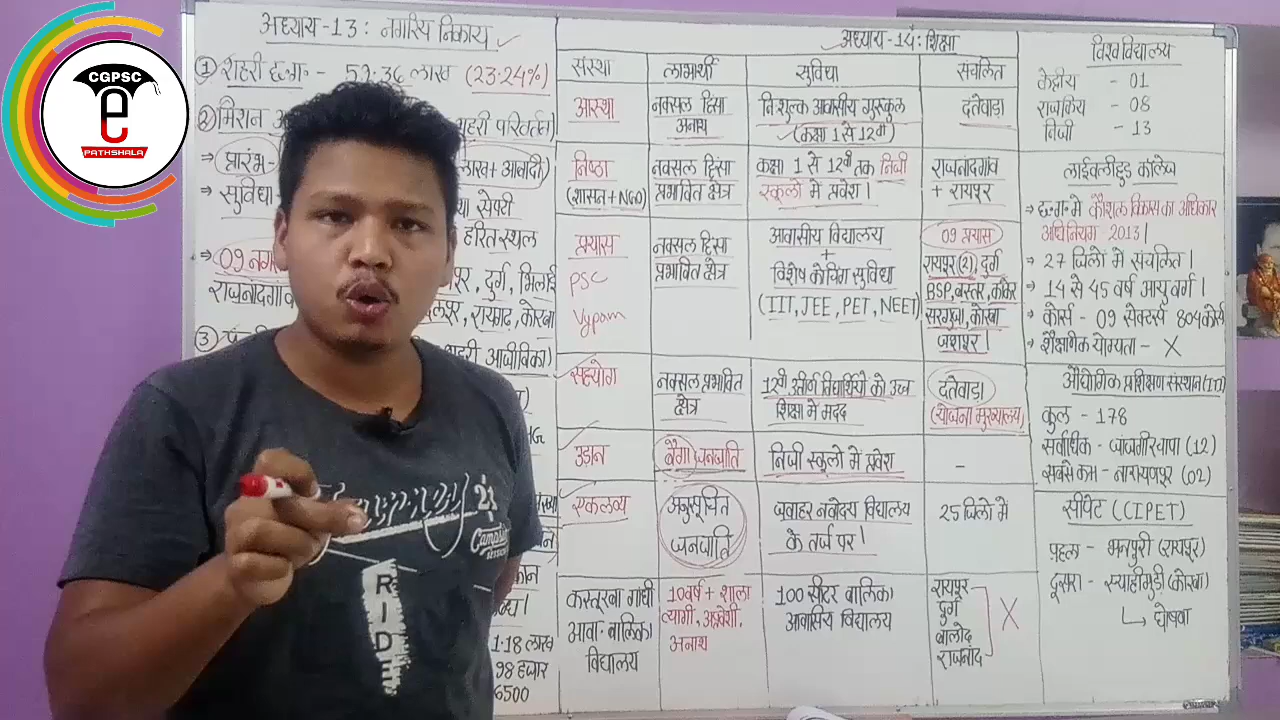 CGPSC
e
PATHSHALA
अध्याय-13: नगरिय निकाय
① शहरी छ.ग. - 59.36 लाख (23.24%)
② मिशन
शहरी परिवर्तन)
⇒ प्रारंभ-
लाख+ आबादी)
→ सुविधा
या सेप्टी
हरित स्थल
→ 09 नगर
दुर्ग, भिलाई
राजनांदगांव
रायगढ़, कोरबा
③
शहरी आजीविका)
1.18 लाख
98 हजार
6500
अध्याय-14: शिक्षा
संस्था लाभार्थी सुविधा संचलित
आस्था
नक्सल हिंसा
अनाथ
निःशुल्क आवासीय गुरुकुल
(कक्षा 1 से 12वी)
दंतेवाड़ा
निष्ठा
(शासन+NGO)
नक्सल हिंसा
प्रभावित क्षेत्र
कक्षा 1 से 12वी तक निजी
स्कूलों में प्रवेश।
राजनांदगांव
+ रायपुर
प्रयास
PSC
Vyapam
नक्सल हिंसा
प्रभावित क्षेत्र
आवासीय विद्यालय
+
विशेष कोचिंग सुविधा
(IIT, JEE, PET, NEET)
09 प्रयास
रायपुर(2), दुर्ग
BSP, बस्तर, कांकेर
सरगुजा, कोरबा
जशपुर।
सहयोग
नक्सल प्रभावित
क्षेत्र
12वी उत्तीर्ण विद्यार्थियो को उच्च
शिक्षा में मदद
दंतेवाड़ा
(योजना मुख्यालय)
उड़ान
बैगा जनजाति
निजी स्कूलों में प्रवेश
-
एकलव्य
अनुसूचित
जनजाति
जवाहर नवोदय विद्यालय
के तर्ज पर।
25 जिलों में
कस्तूरबा गांधी
आवा. बालिका
विद्यालय
10वर्ष + शाला
त्यागी, अप्रवेशी,
अनाथ
100 सीटर बालिका
आवासिय विद्यालय
रायपुर
दुर्ग
बालोद
राजनांद
X
विश्वविद्यालय
केंद्रीय - 01
राजकिय - 08
निजी - 13
लाईवलीहुड कॉलेज
→ छ.ग. में कौशल विकास का अधिकार
अधिनियम 2013।
→ 27 जिलों में संचलित।
→ 14 से 45 वर्ष आयु वर्ग।
→ कोर्स - 09 सेक्टर्स 804 कोर्स
→ शैक्षणिक योग्यता - X
औद्योगिक प्रशिक्षण संस्थान (ITI)
कुल - 178
सर्वाधिक - जांजगीर चांपा (12)
सबसे कम - नारायणपुर (02)
सीपेट (CIPET)
पहला - भनपुरी (रायपुर)
दूसरा - स्याहीमुड़ी (कोरबा)
↳ घोषणा
23
Campus
RIDE